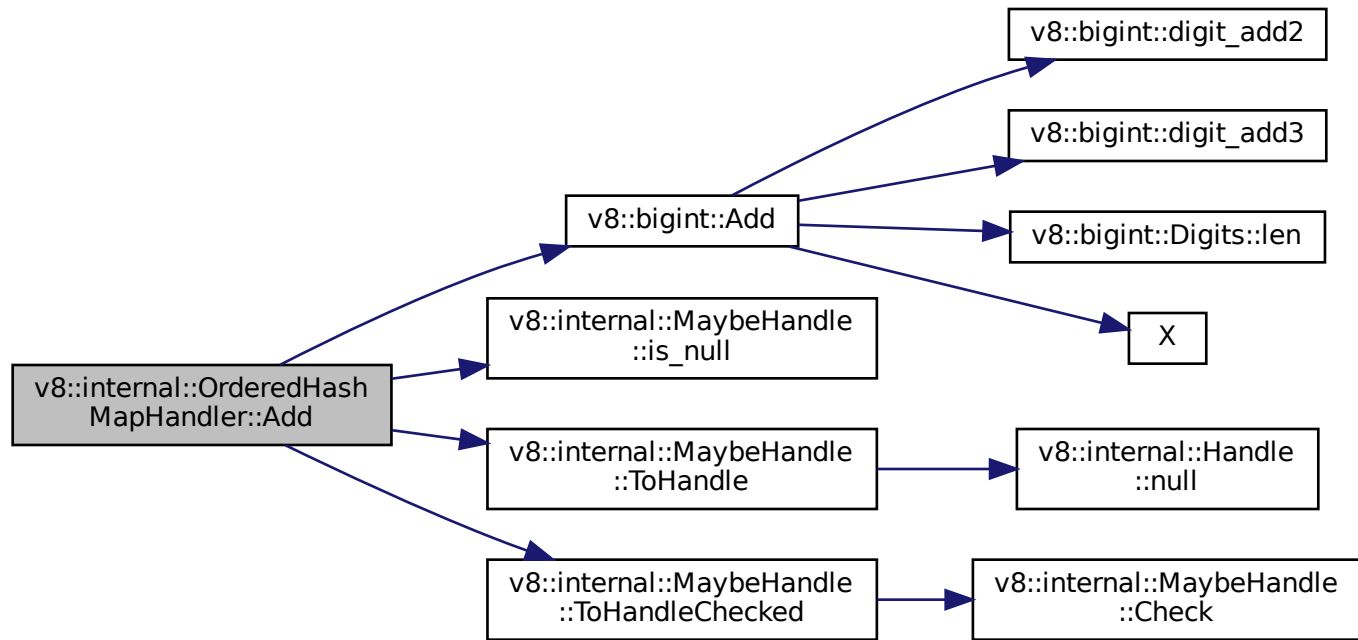 v8::bigint::digit_add2
v8::bigint::digit_add3
v8::bigint::Add
v8::bigint::Digits::len
v8::internal::MaybeHandle
::is_null
X
v8::internal::OrderedHash
MapHandler::Add
v8::internal::MaybeHandle
::ToHandle
v8::internal::Handle
::null
v8::internal::MaybeHandle
::ToHandleChecked
v8::internal::MaybeHandle
::Check